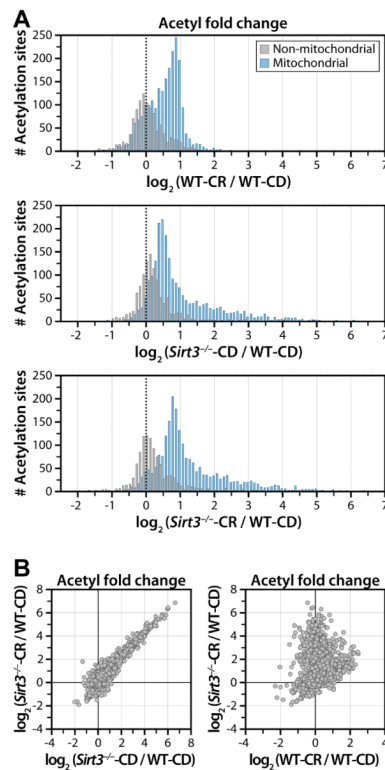 A
Acetyl fold change
# Acetylation sites
250
200
150
100
50
0
Non-mitochondrial
Mitochondrial
-2 -1 0 1 2 3 4 5 6 7
log2 (WT-CR / WT-CD)
# Acetylation sites
250
200
150
100
50
0
-2 -1 0 1 2 3 4 5 6 7
log2 (Sirt3−/−-CD / WT-CD)
# Acetylation sites
250
200
150
100
50
0
-2 -1 0 1 2 3 4 5 6 7
log2 (Sirt3−/−-CR / WT-CD)
B
Acetyl fold change
log2 (Sirt3−/−-CR / WT-CD)
8
6
4
2
0
-2
-4
-4 -2 0 2 4 6 8
log2 (Sirt3−/−-CD / WT-CD)
Acetyl fold change
log2 (Sirt3−/−-CR / WT-CD)
8
6
4
2
0
-2
-4
-4 -2 0 2 4
log2 (WT-CR / WT-CD)